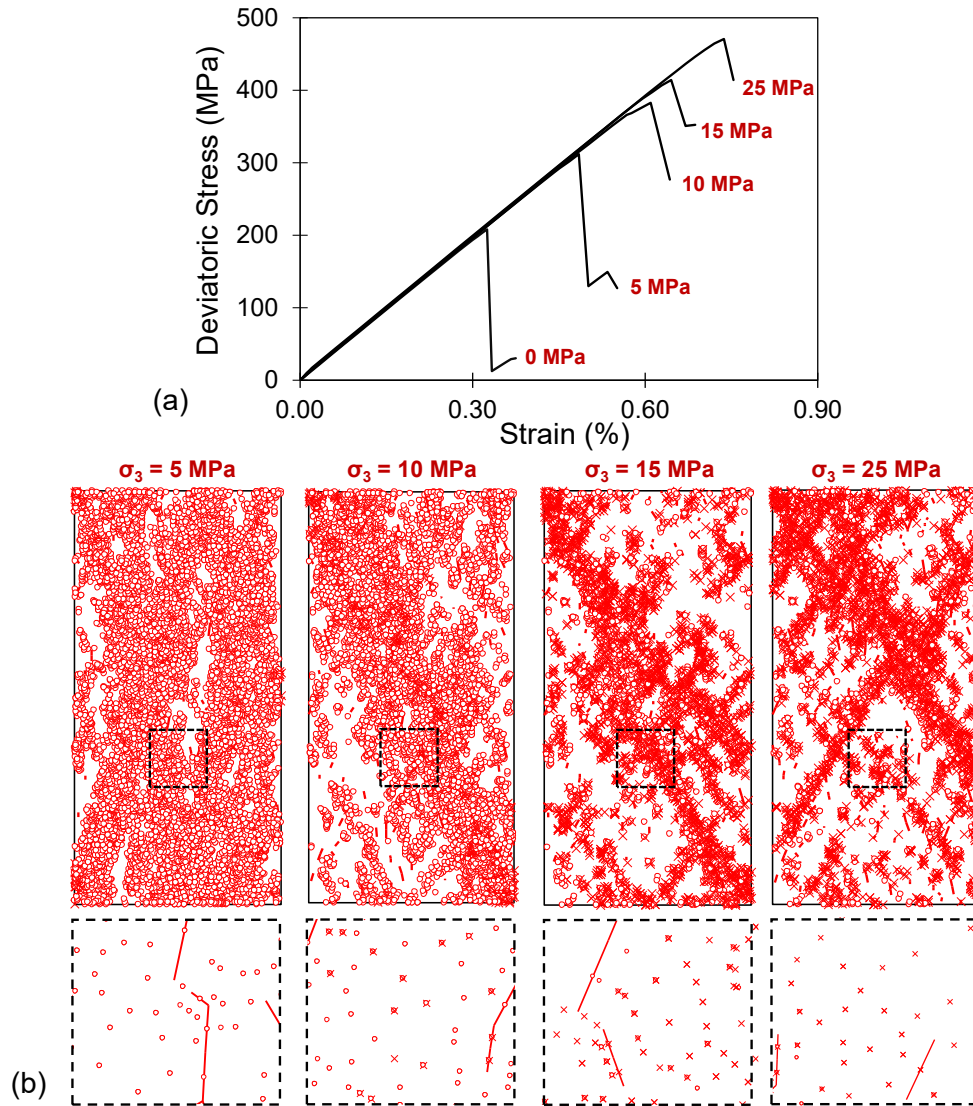 500
400
300
200
100
0
Deviatoric Stress (MPa)
25 MPa
15 MPa
10 MPa
5 MPa
0 MPa
0.00 0.30 0.60 0.90
Strain (%)
(a)
σ3 = 5 MPa σ3 = 10 MPa σ3 = 15 MPa σ3 = 25 MPa
(b)